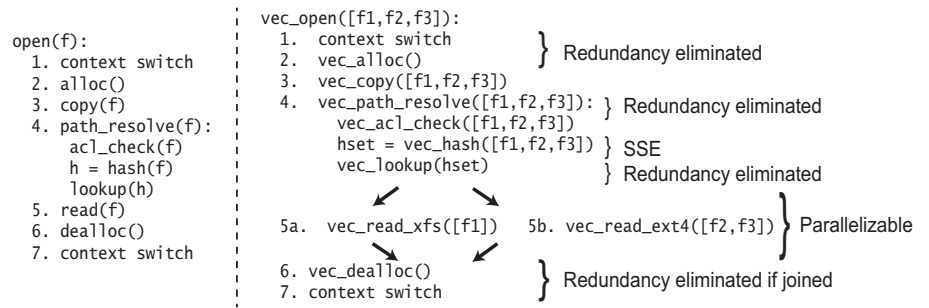 open(f):
1. context switch
2. alloc()
3. copy(f)
4. path_resolve(f):
acl_check(f)
h = hash(f)
lookup(h)
5. read(f)
6. dealloc()
7. context switch
vec_open([f1,f2,f3]):
1. context switch
2. vec_alloc()
} Redundancy eliminated
3. vec_copy([f1,f2,f3])
4. vec_path_resolve([f1,f2,f3]):
vec_acl_check([f1,f2,f3])
} Redundancy eliminated
hset = vec_hash([f1,f2,f3]) } SSE
vec_lookup(hset) } Redundancy eliminated
5a. vec_read_xfs([f1]) 5b. vec_read_ext4([f2,f3]) } Parallelizable
6. vec_dealloc()
7. context switch
} Redundancy eliminated if joined